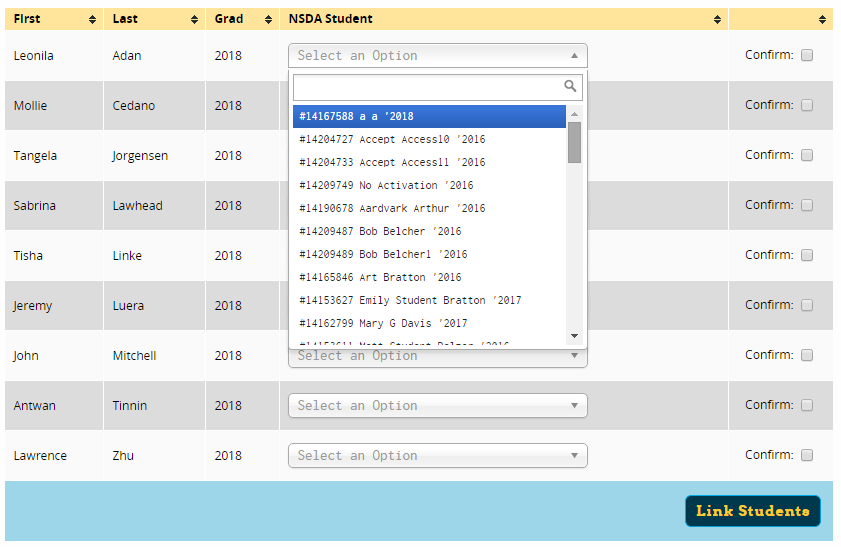 First Last Grad NSDA Student
Leonila Adan 2018 Select an Option Confirm:
#14167588 a a '2018
Mollie Cedano 2018 Confirm:
#14204727 Accept Access10 '2016
Tangela Jorgensen 2018 Confirm:
#14204733 Accept Access11 '2016
#14209749 No Activation '2016
Sabrina Lawhead 2018 Confirm:
#14190678 Aardvark Arthur '2016
#14209487 Bob Belcher '2016
Tisha Linke 2018 Confirm:
#14209489 Bob Belcher1 '2016
#14165846 Art Bratton '2016
Jeremy Luera 2018 Confirm:
#14153627 Emily Student Bratton '2017
#14162799 Mary G Davis '2017
John Mitchell 2018 Select an Option Confirm:
Antwan Tinnin 2018 Select an Option Confirm:
Lawrence Zhu 2018 Select an Option Confirm:
Link Students